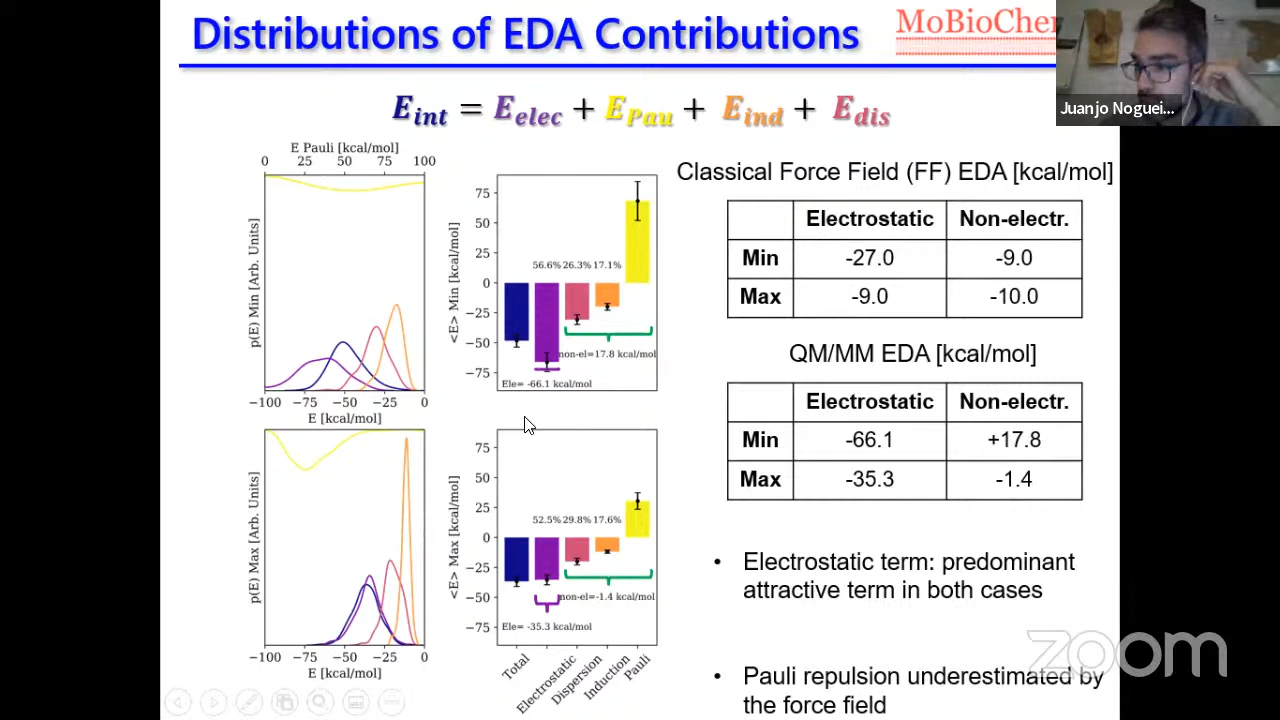 Distributions of EDA Contributions
MoBioChem
Juanjo Noguei...
E_int = E_elec + E_Pau + E_ind + E_dis
E Pauli [kcal/mol]
0 25 50 75 100
p(E) Min [Arb. Units]
−100 −75 −50 −25 0
E [kcal/mol]
<E> Min [kcal/mol]
75
50
25
0
−25
−50
−75
56.6% 26.3% 17.1%
non-el=17.8 kcal/mol
Ele= -66.1 kcal/mol
p(E) Max [Arb. Units]
−100 −75 −50 −25 0
E [kcal/mol]
<E> Max [kcal/mol]
75
50
25
0
−25
−50
−75
52.5% 29.8% 17.6%
non-el=-1.4 kcal/mol
Ele= -35.3 kcal/mol
Total
Electrostatic
Dispersion
Induction
Pauli
Classical Force Field (FF) EDA [kcal/mol]
Electrostatic Non-electr.
Min -27.0 -9.0
Max -9.0 -10.0
QM/MM EDA [kcal/mol]
Electrostatic Non-electr.
Min -66.1 +17.8
Max -35.3 -1.4
• Electrostatic term: predominant
attractive term in both cases
• Pauli repulsion underestimated by
the force field
zoom